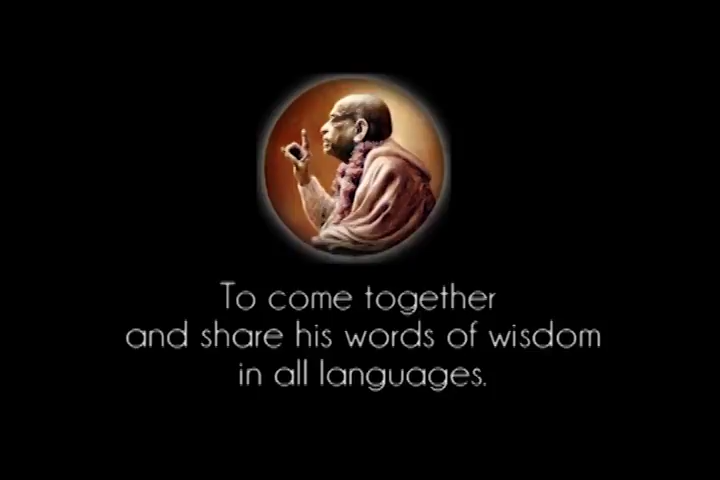 To come together
and share his words of wisdom
in all languages.